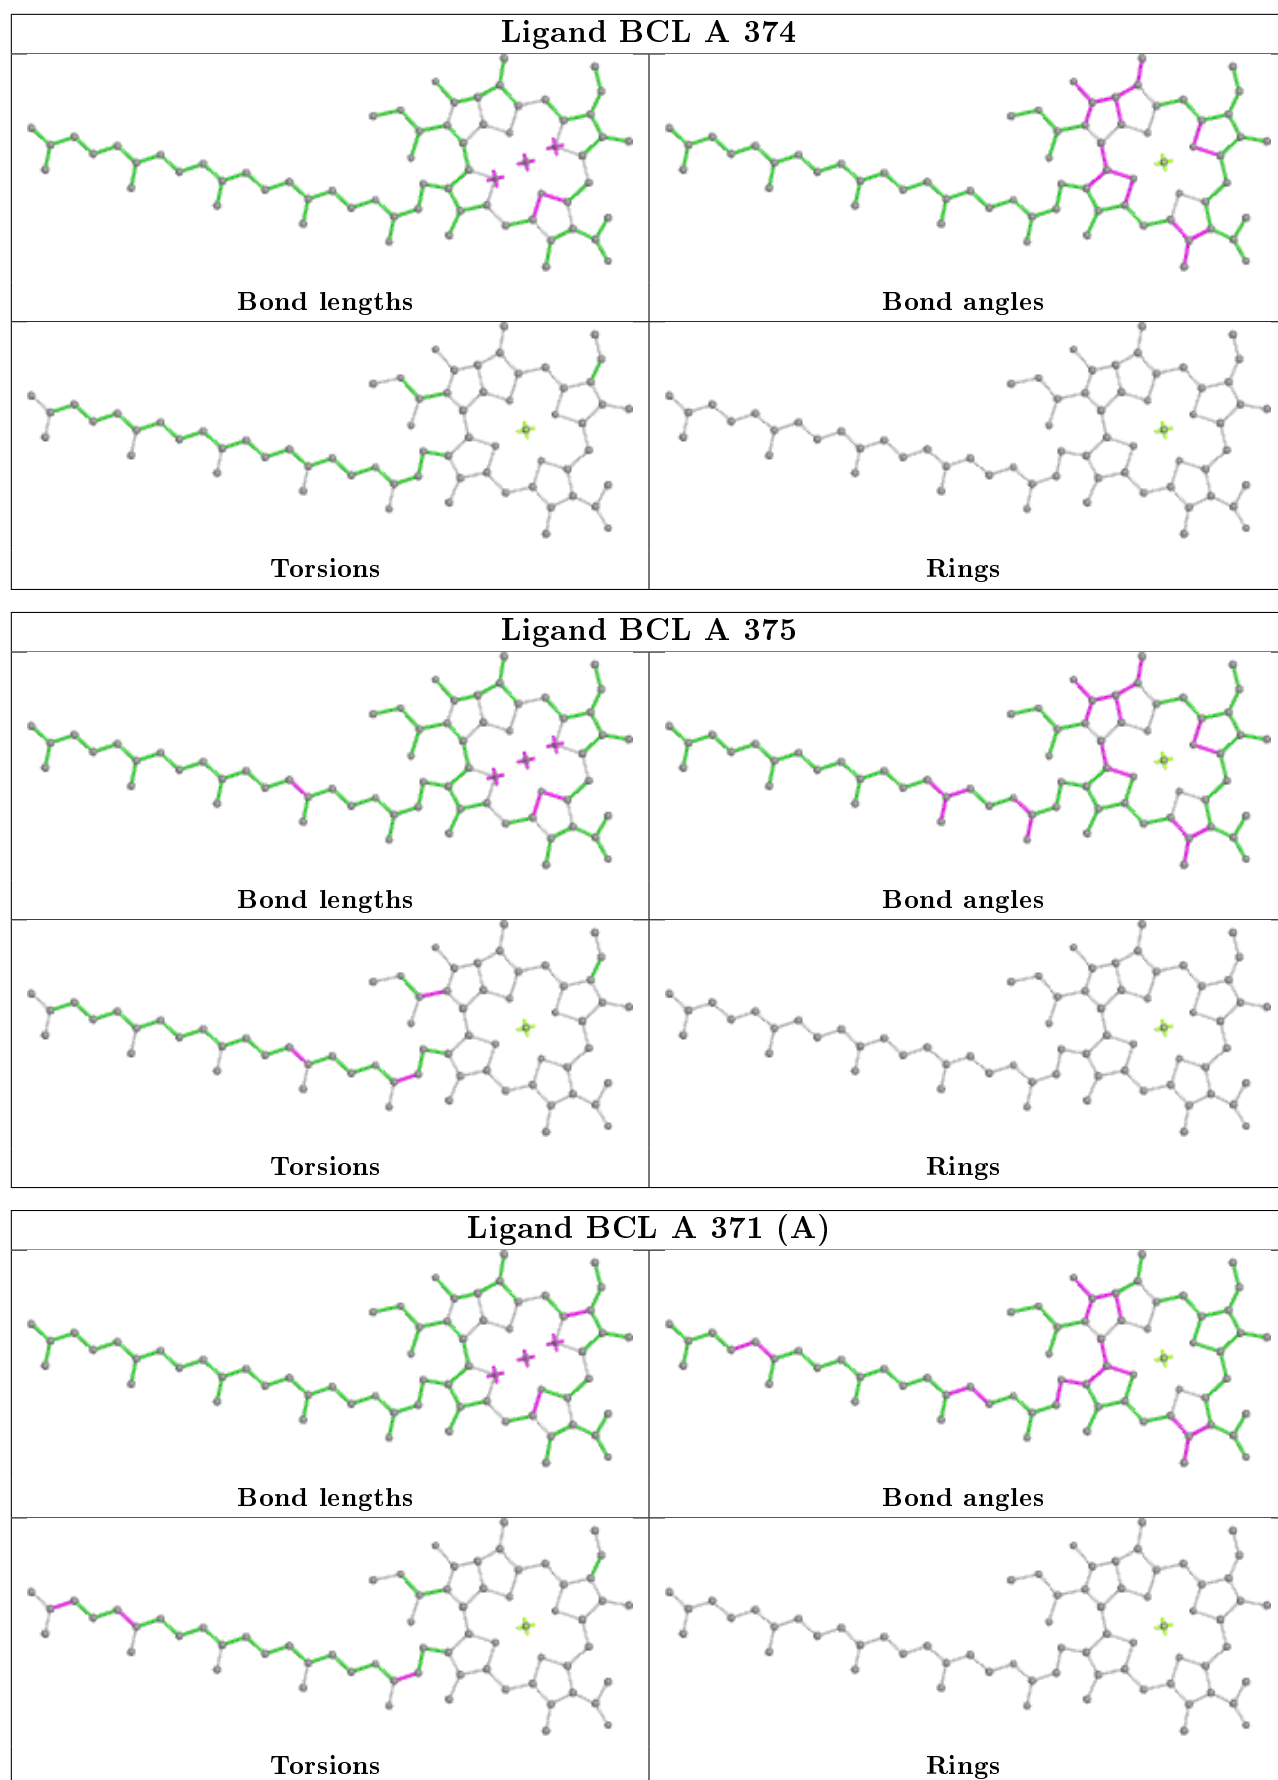 Ligand BCL A 374
Bond lengths
Bond angles
Torsions
Rings
Ligand BCL A 375
Bond lengths
Bond angles
Torsions
Rings
Ligand BCL A 371 (A)
Bond lengths
Bond angles
Torsions
Rings